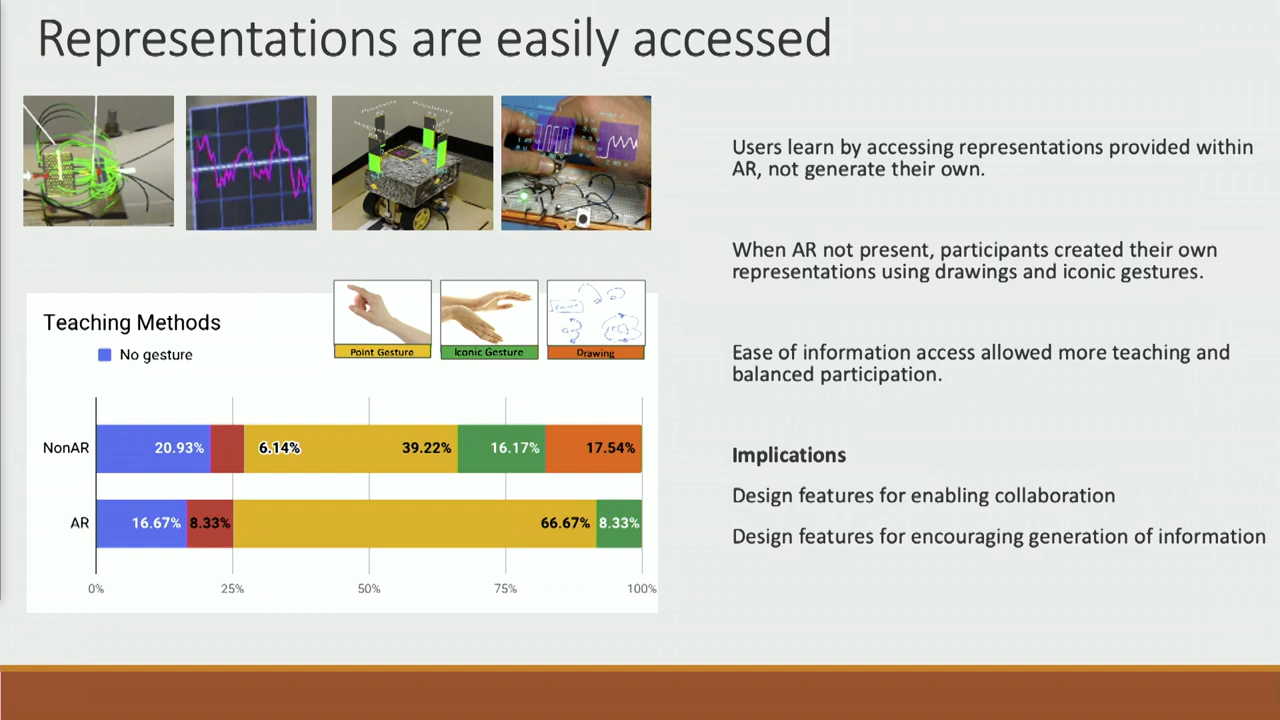 Representations are easily accessed
Users learn by accessing representations provided within
AR, not generate their own.
When AR not present, participants created their own
representations using drawings and iconic gestures.
Ease of information access allowed more teaching and
balanced participation.
Implications
Design features for enabling collaboration
Design features for encouraging generation of information
Teaching Methods
No gesture
Point Gesture
Iconic Gesture
Drawing
NonAR
20.93%
6.14%
39.22%
16.17%
17.54%
AR
16.67%
8.33%
66.67%
8.33%
0%
25%
50%
75%
100%